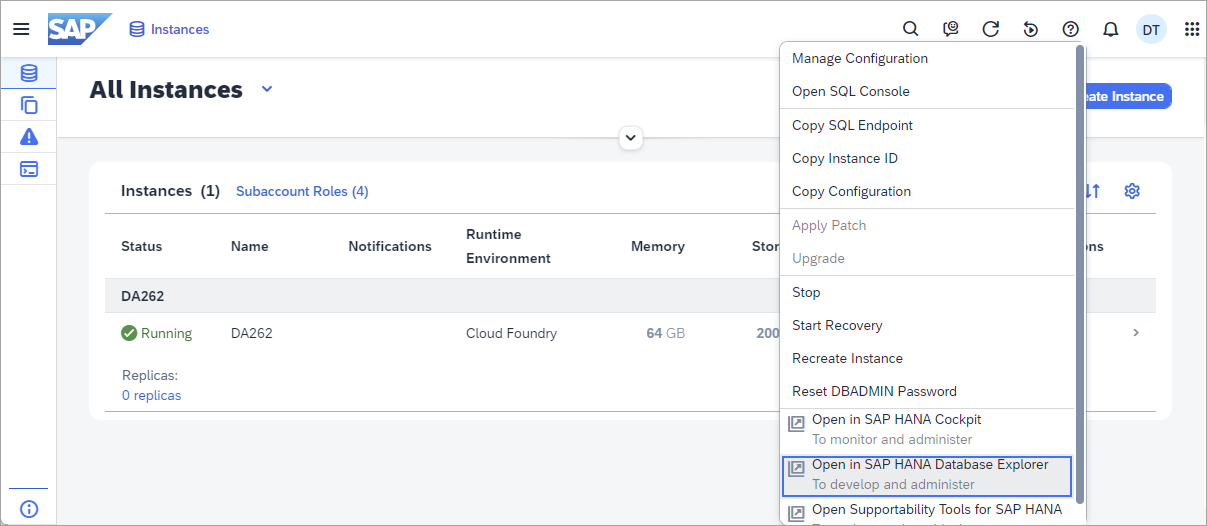 SAP
Instances
DT
All Instances
eate Instance
Manage Configuration
Open SQL Console
Copy SQL Endpoint
Copy Instance ID
Copy Configuration
Apply Patch
Upgrade
Stop
Start Recovery
Recreate Instance
Reset DBADMIN Password
Open in SAP HANA Cockpit
To monitor and administer
Open in SAP HANA Database Explorer
To develop and administer
Open Supportability Tools for SAP HANA
Instances (1) Subaccount Roles (4)
Status Name Notifications Runtime Environment Memory Stor ons
DA262
Running DA262 Cloud Foundry 64 GB 200
Replicas:
0 replicas